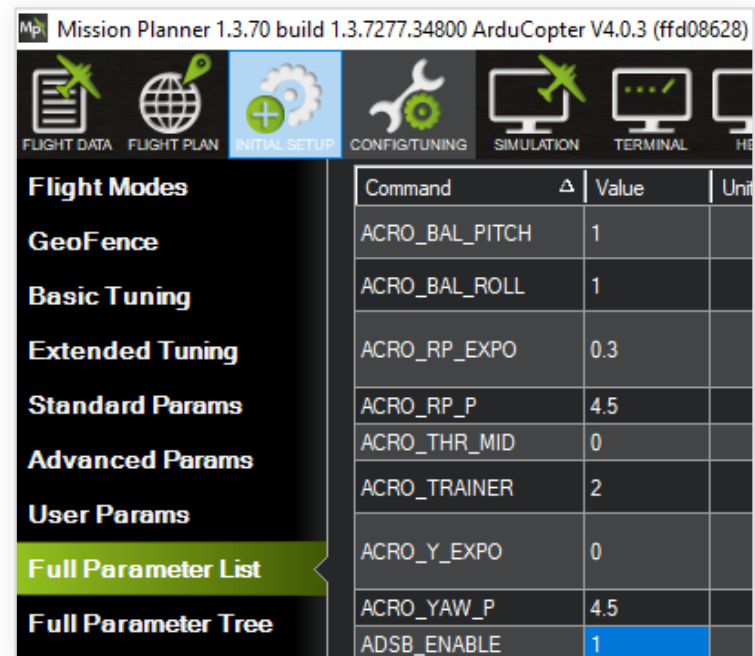 Mission Planner 1.3.70 build 1.3.7277.34800 ArduCopter V4.0.3 (ffd08628)
FLIGHT DATA FLIGHT PLAN INITIAL SETUP CONFIG/TUNING SIMULATION TERMINAL HE
Flight Modes
GeoFence
Basic Tuning
Extended Tuning
Standard Params
Advanced Params
User Params
Full Parameter List
Full Parameter Tree
Command Value Unit
ACRO_BAL_PITCH 1
ACRO_BAL_ROLL 1
ACRO_RP_EXPO 0.3
ACRO_RP_P 4.5
ACRO_THR_MID 0
ACRO_TRAINER 2
ACRO_Y_EXPO 0
ACRO_YAW_P 4.5
ADSB_ENABLE 1